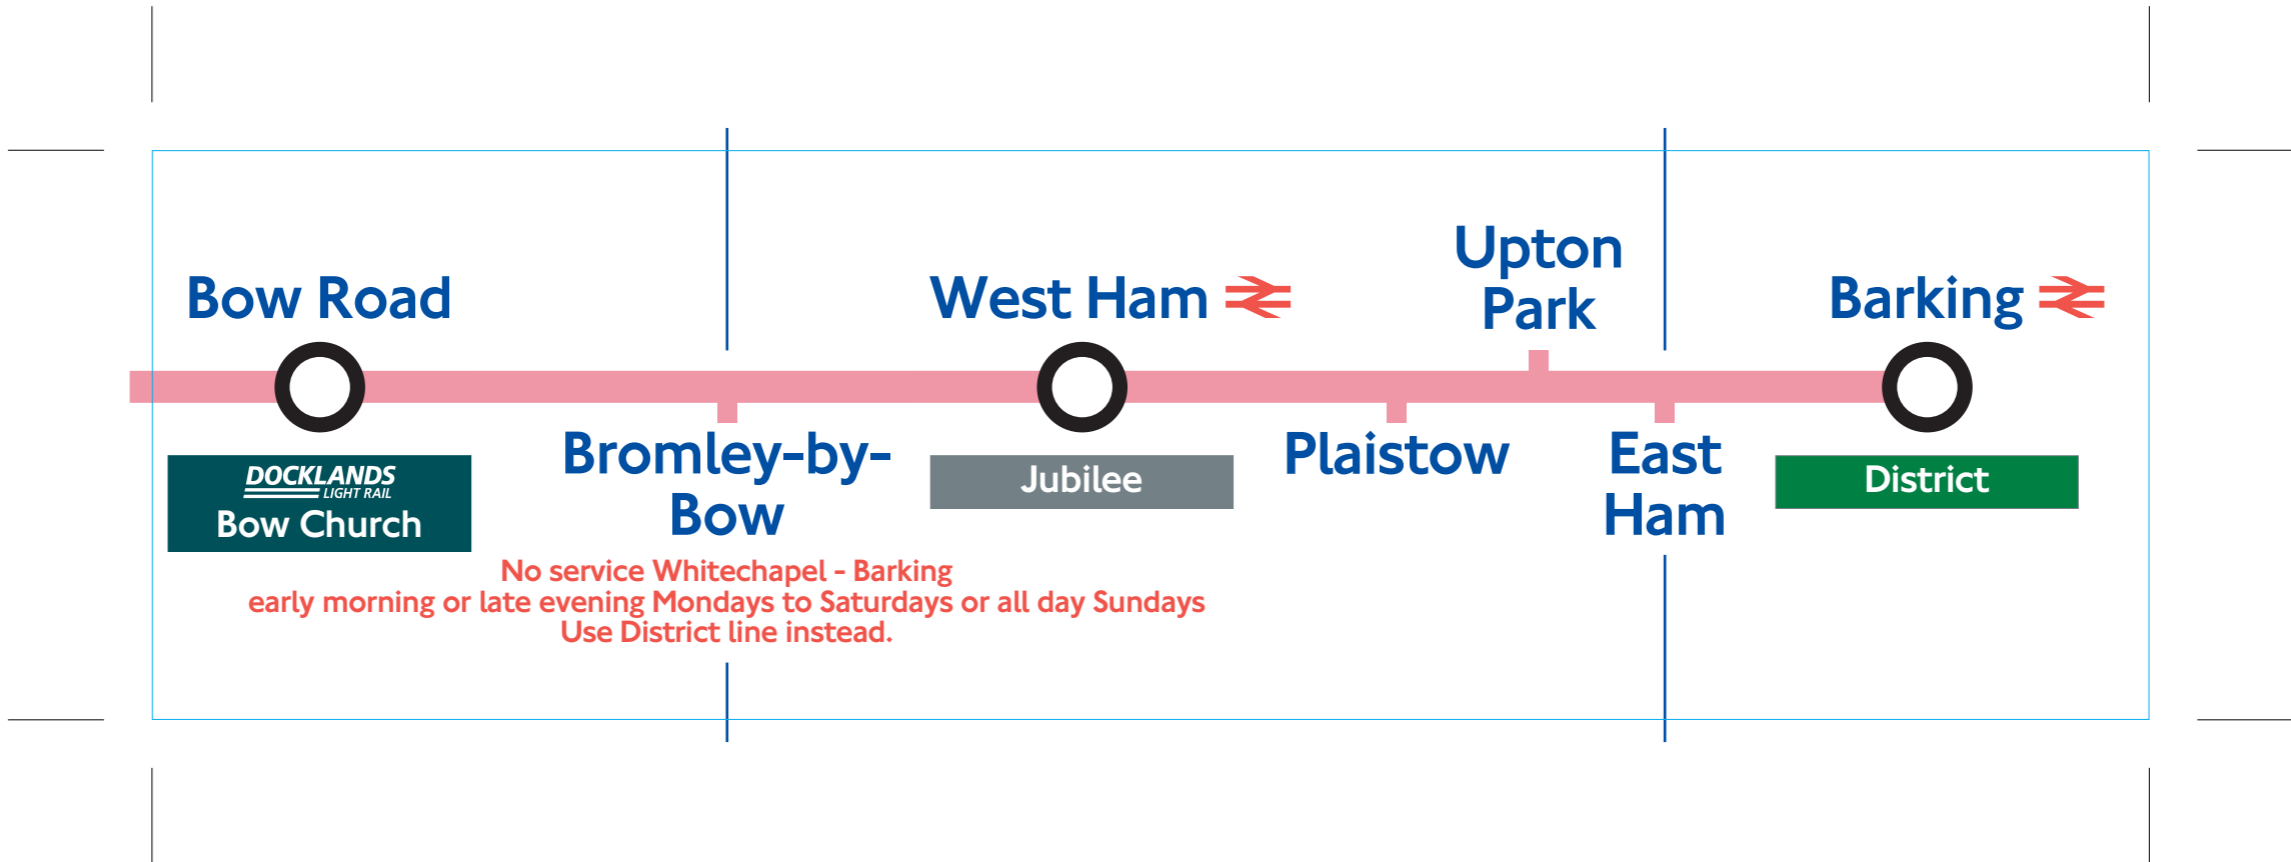 Bow Road
DOCKLANDS
LIGHT RAIL
Bow Church
Bromley-by-
Bow
No service Whitechapel - Barking
early morning or late evening Mondays to Saturdays or all day Sundays
Use District line instead.
West Ham
Jubilee
Plaistow
Upton
Park
East
Ham
Barking
District